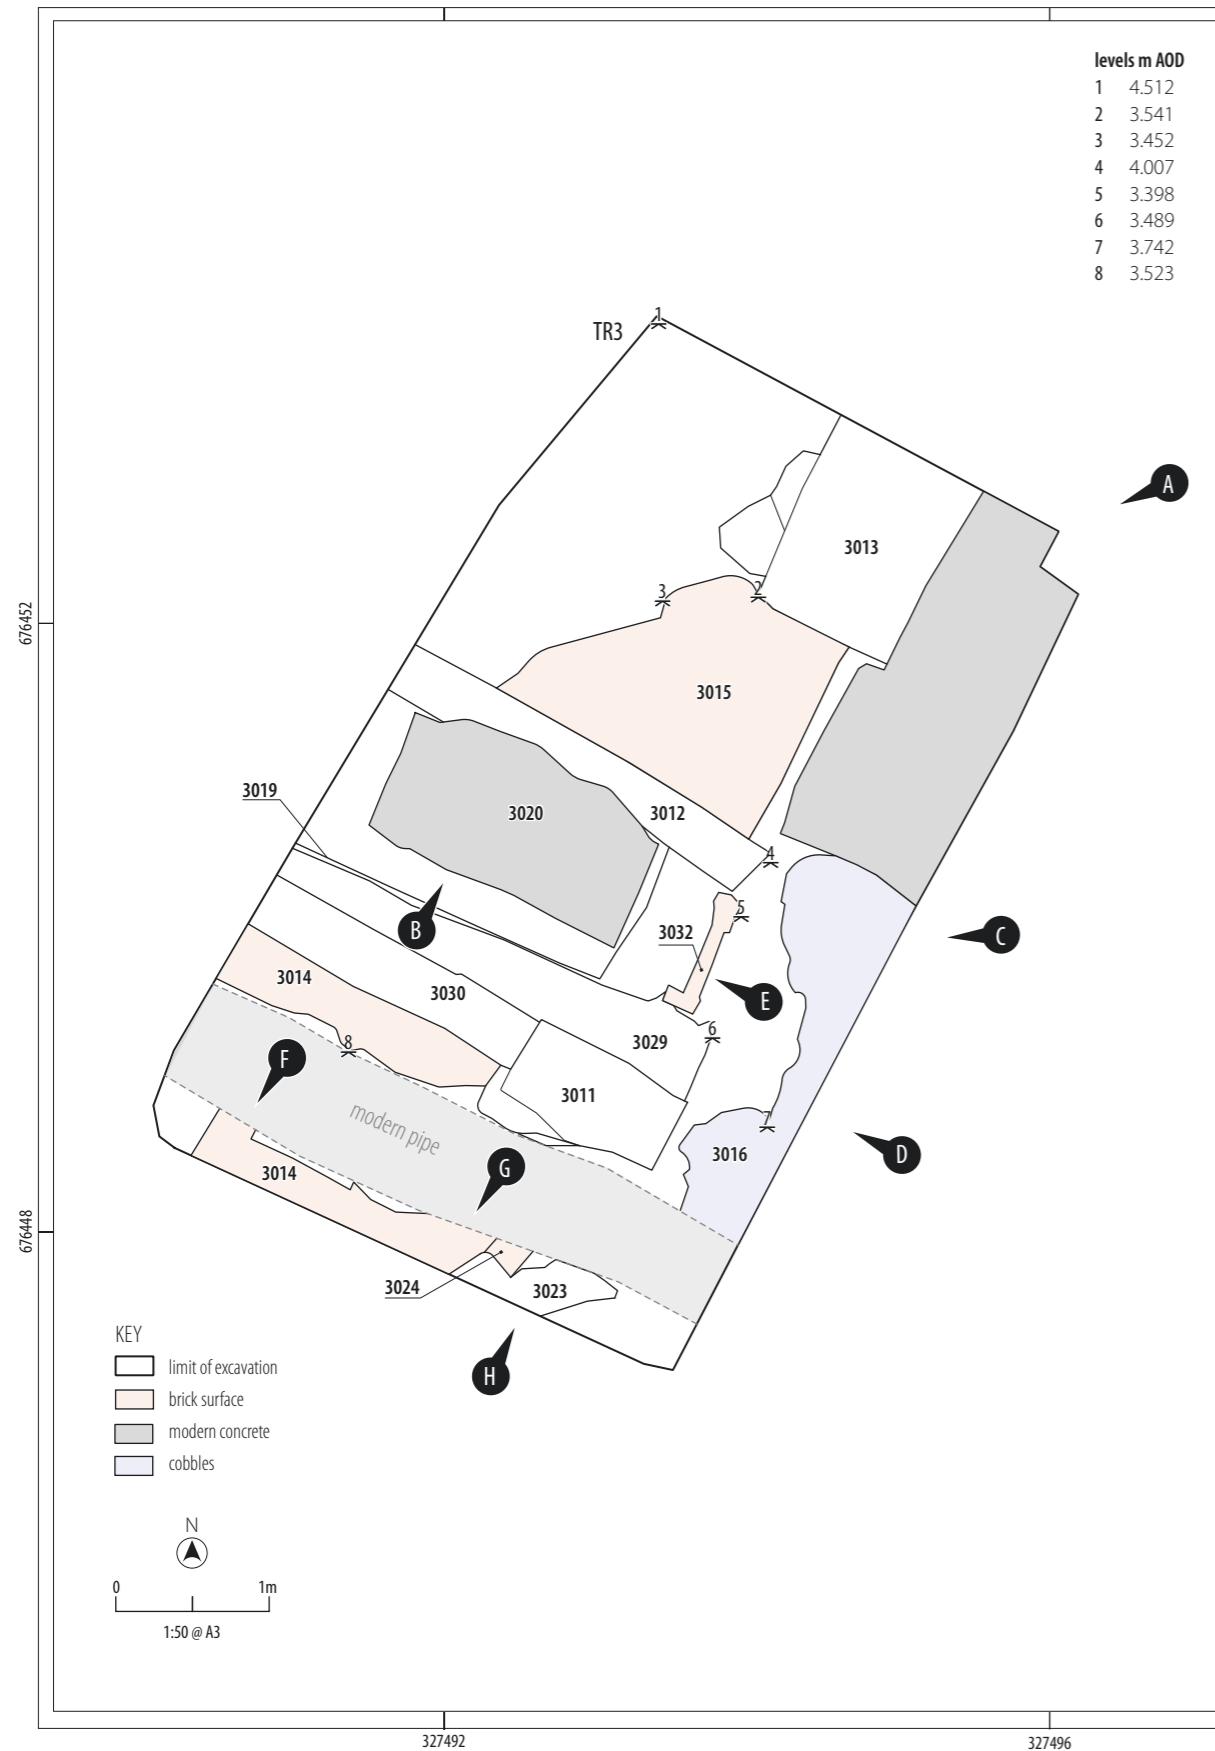 levels m AOD
1 4.512
2 3.541
3 3.452
4 4.007
5 3.398
6 3.489
7 3.742
8 3.523
1
TR3
A
3013
676452
3
2
3015
3019
3020
3012
4
5
B
3032
C
3014
3030
E
3029
6
8
F
3011
modern pipe
7
3016
D
G
3014
676448
3024
3023
KEY
H
limit of excavation
brick surface
modern concrete
cobbles
N
0 1m
1:50 @ A3
327492
327496